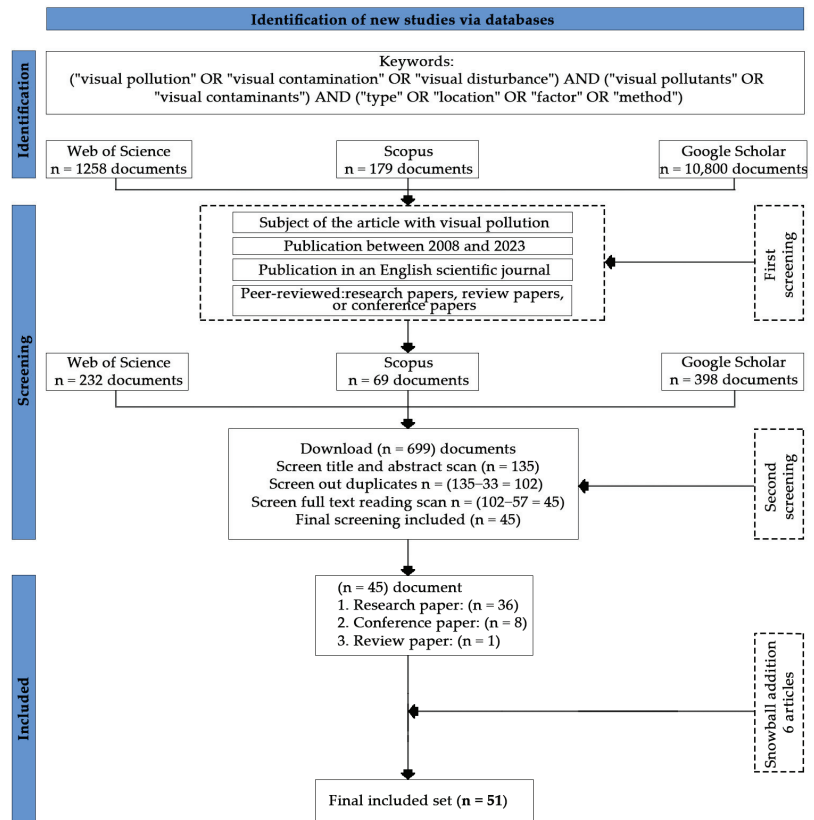 Identification of new studies via databases
Identification
Keywords:
("visual pollution" OR "visual contamination" OR "visual disturbance") AND ("visual pollutants" OR
"visual contaminants") AND ("type" OR "location" OR "factor" OR "method")
Web of Science
n = 1258 documents
Scopus
n = 179 documents
Google Scholar
n = 10,800 documents
Screening
Subject of the article with visual pollution
Publication between 2008 and 2023
Publication in an English scientific journal
Peer-reviewed:research papers, review papers,
or conference papers
First
screening
Web of Science
n = 232 documents
Scopus
n = 69 documents
Google Scholar
n = 398 documents
Download (n = 699) documents
Screen title and abstract scan (n = 135)
Screen out duplicates n = (135–33 = 102)
Screen full text reading scan n = (102–57 = 45)
Final screening included (n = 45)
Second
screening
Included
(n = 45) document
1. Research paper: (n = 36)
2. Conference paper: (n = 8)
3. Review paper: (n = 1)
Snowball addition
6 articles
Final included set (n = 51)